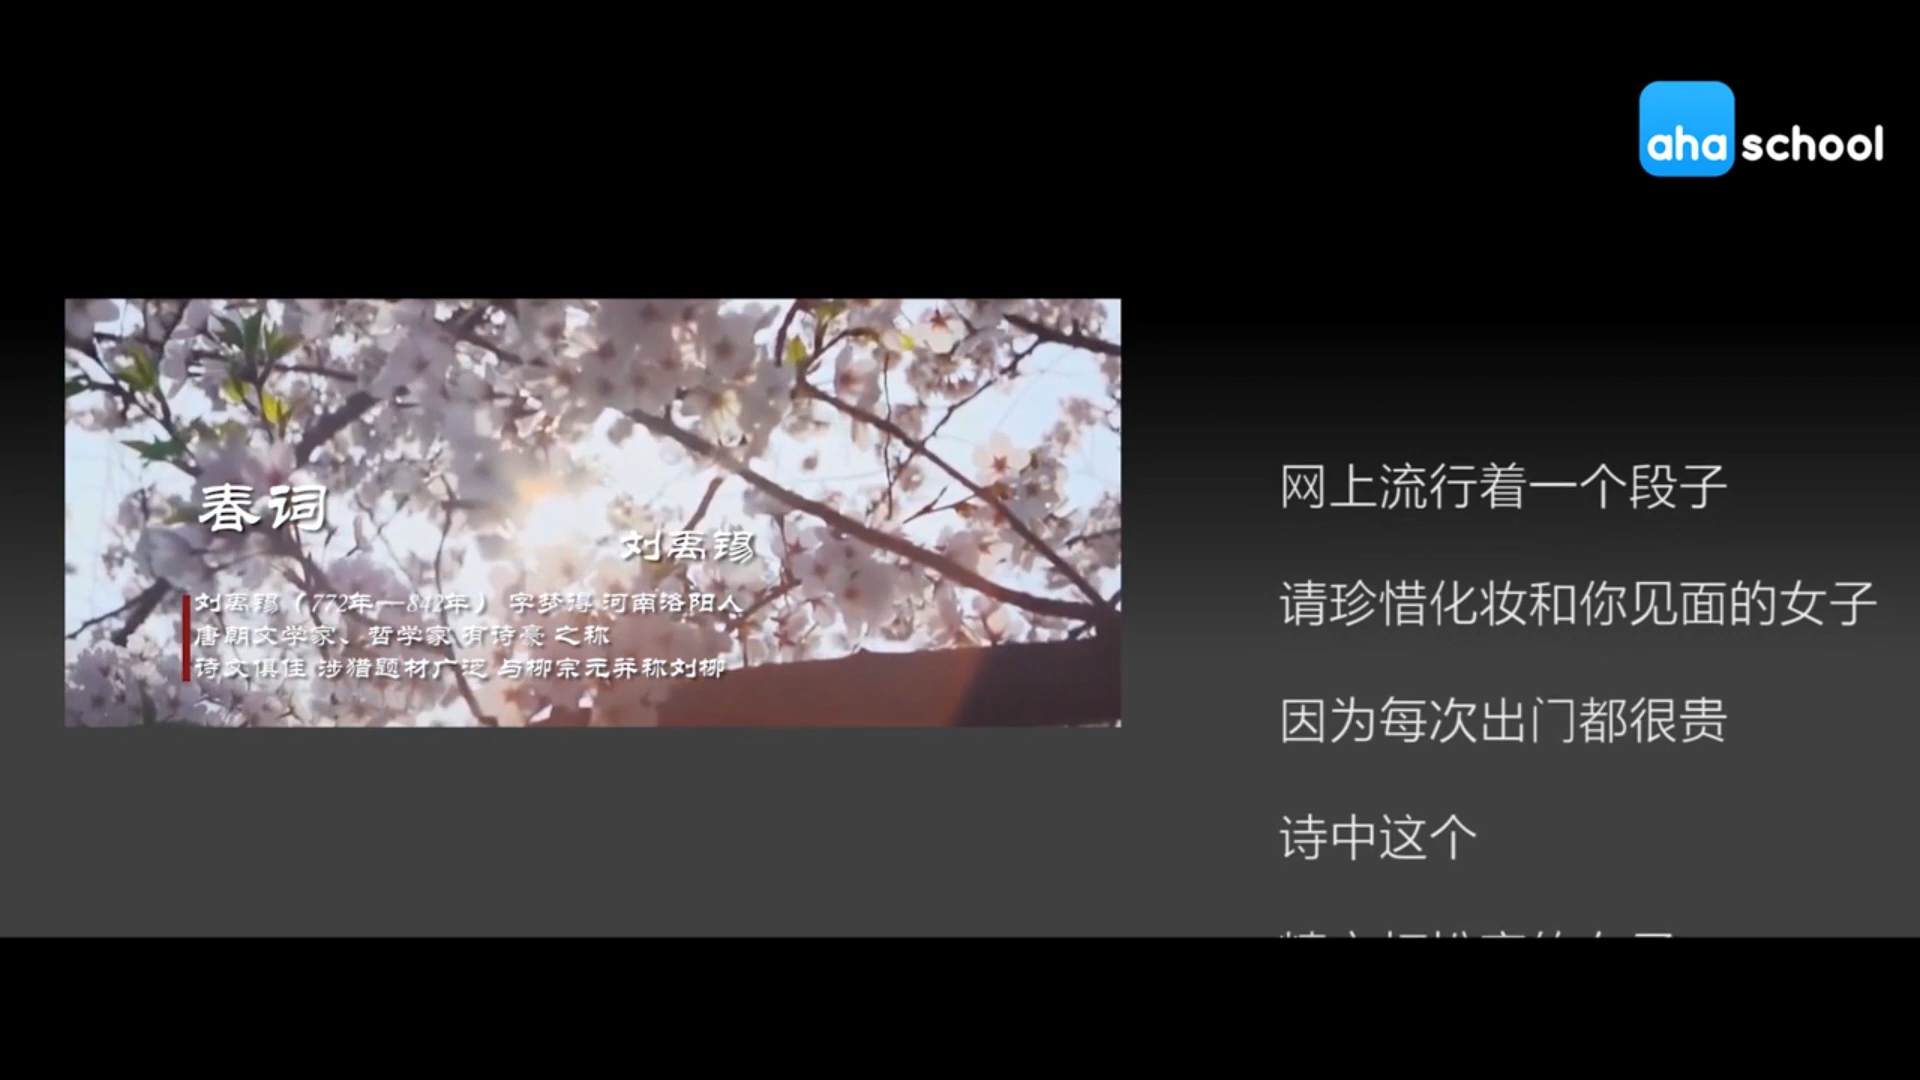 aha school
春词
刘禹锡
刘禹锡（772年—842年） 字梦得 河南洛阳人
唐朝文学家、哲学家 有诗豪 之称
诗文俱佳 涉猎题材广泛 与柳宗元并称刘柳
网上流行着一个段子
请珍惜化妆和你见面的女子
因为每次出门都很贵
诗中这个